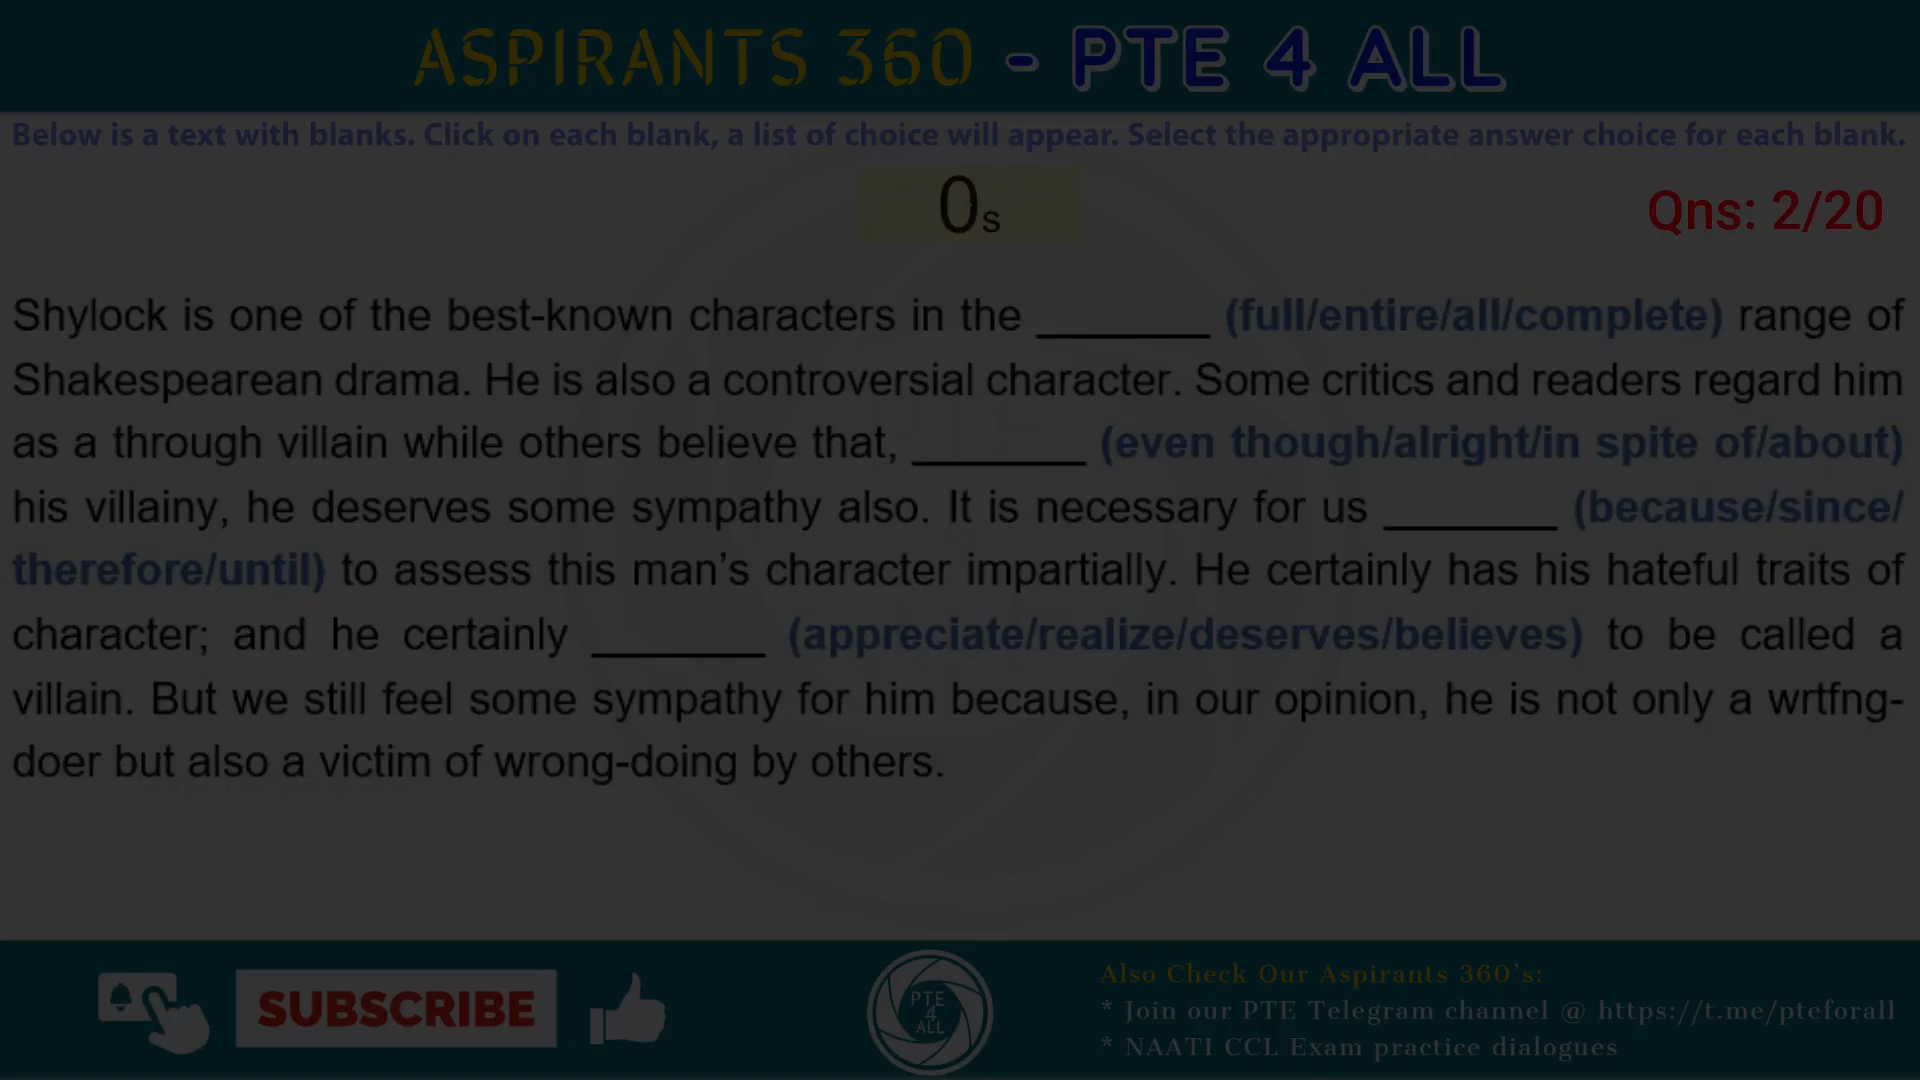 ASPIRANTS 360 - PTE 4 ALL
Below is a text with blanks. Click on each blank, a list of choice will appear. Select the appropriate answer choice for each blank.
0s
Qns: 2/20
Shylock is one of the best-known characters in the _______ (full/entire/all/complete) range of
Shakespearean drama. He is also a controversial character. Some critics and readers regard him
as a through villain while others believe that, _______ (even though/alright/in spite of/about)
his villainy, he deserves some sympathy also. It is necessary for us _______ (because/since/
therefore/until) to assess this man's character impartially. He certainly has his hateful traits of
character; and he certainly _______ (appreciate/realize/deserves/believes) to be called a
villain. But we still feel some sympathy for him because, in our opinion, he is not only a wrtfng-
doer but also a victim of wrong-doing by others.
SUBSCRIBE
PTE
4
ALL
Also Check Our Aspirants 360's:
* Join our PTE Telegram channel @ https://t.me/pteforall
* NAATI CCL Exam practice dialogues